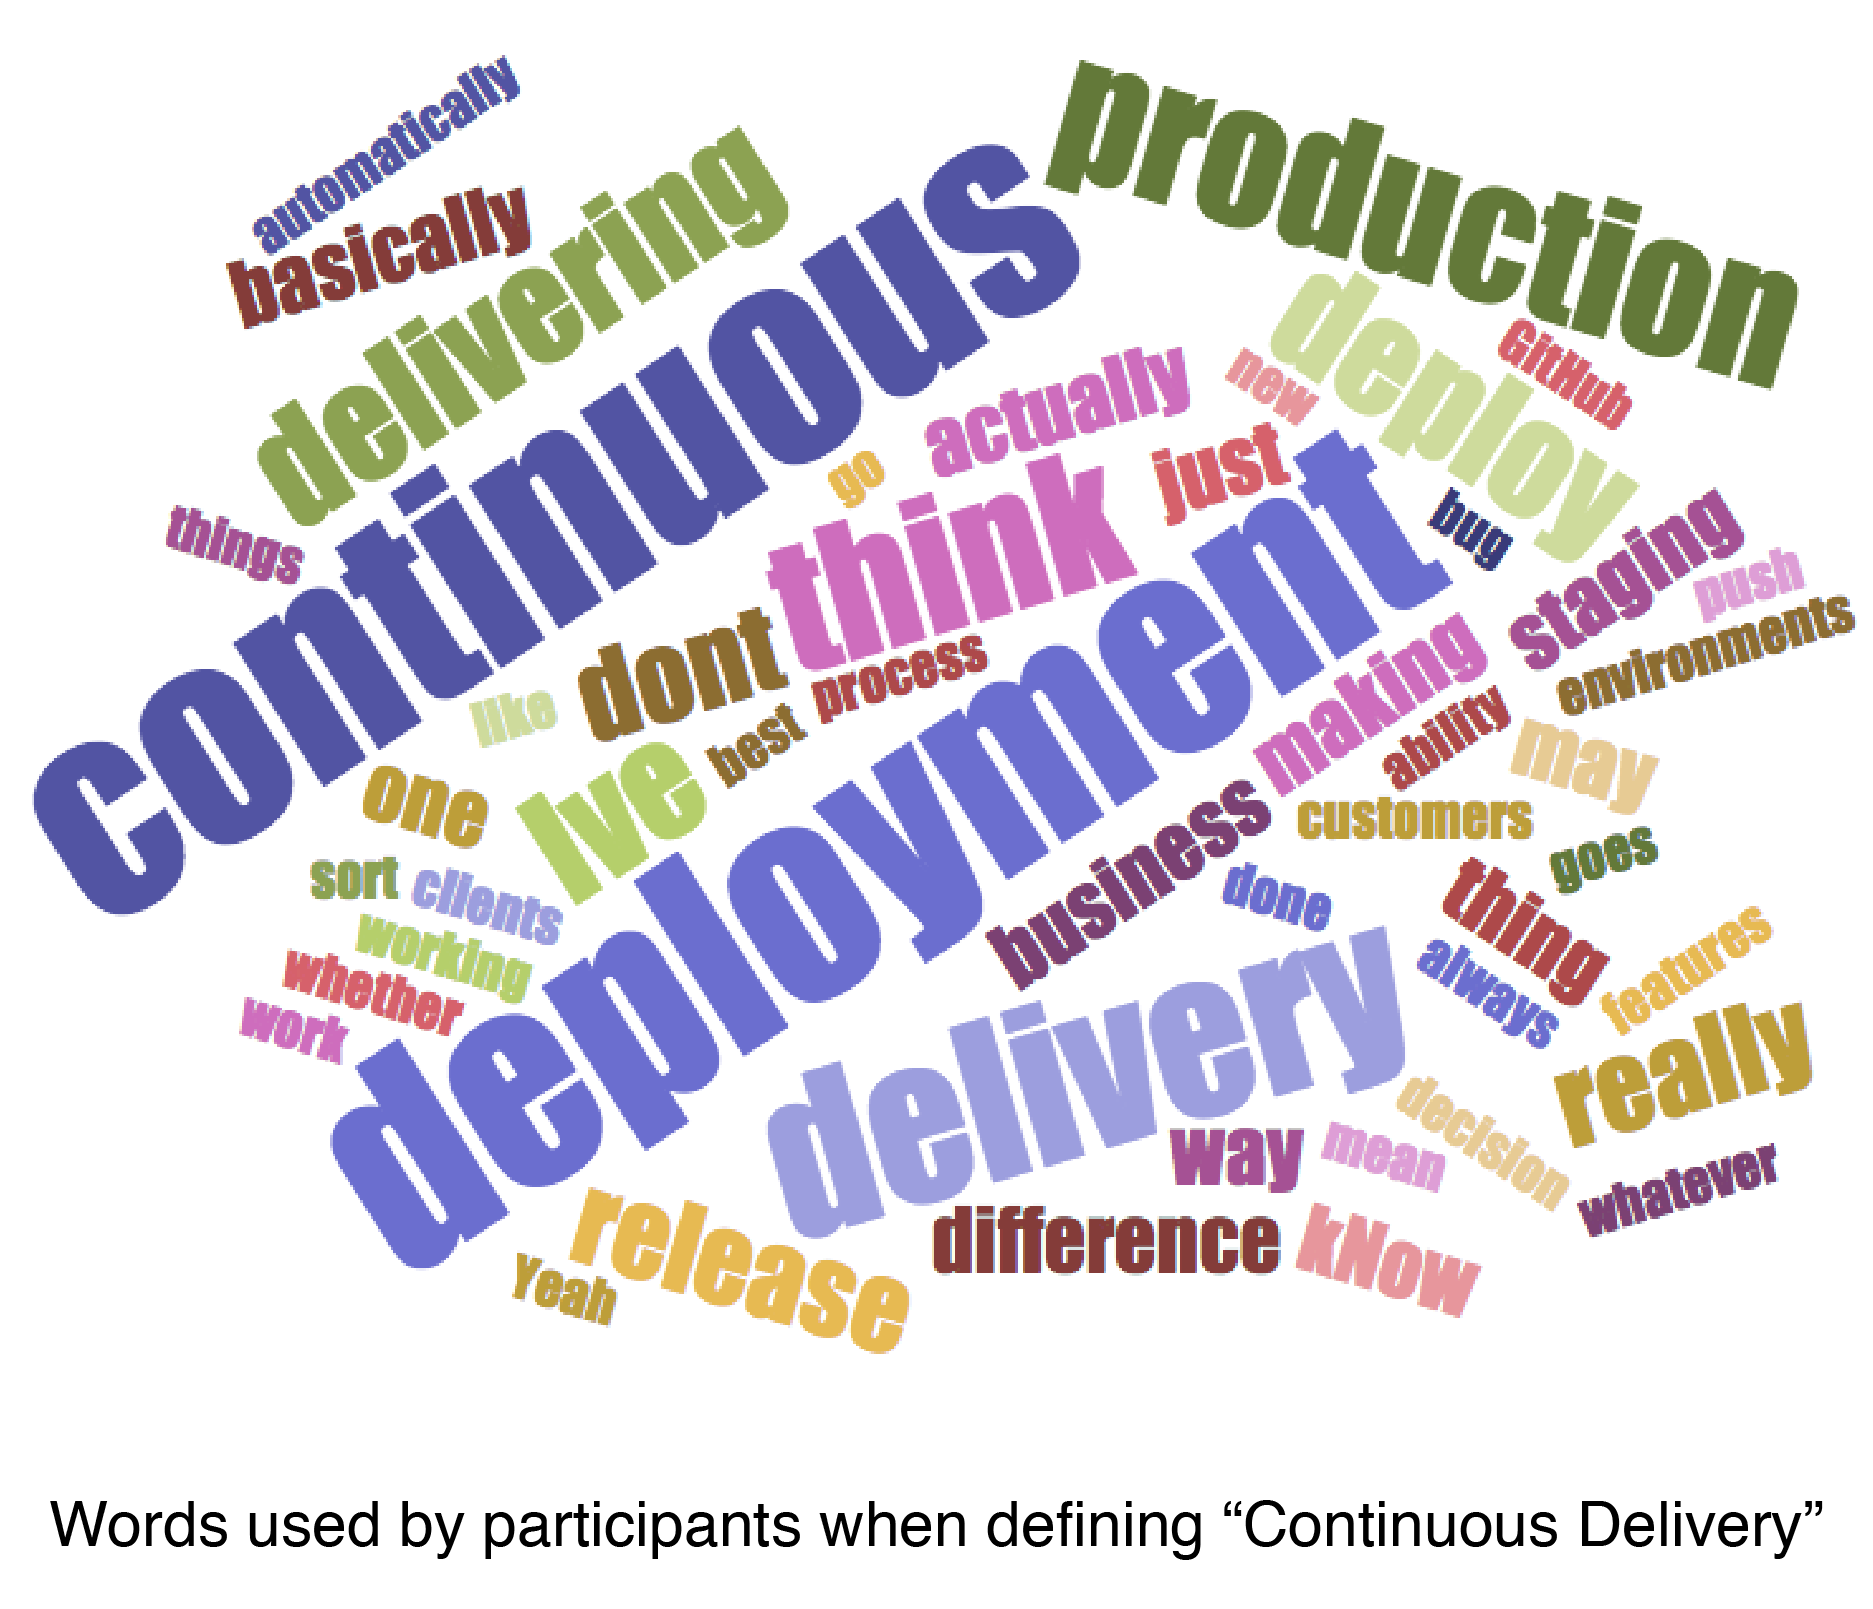 automatically
basically
delivering
continuous
production
deploy
GitHub
new
actually
go
just
think
things
bug
staging
push
environments
dont
process
like
best
deployment
making
ability
may
one
Ive
customers
business
goes
sort
clients
done
thing
working
always
features
whether
work
delivery
really
decision
way
mean
whatever
release
difference
kNow
Yeah
Words used by participants when defining “Continuous Delivery”